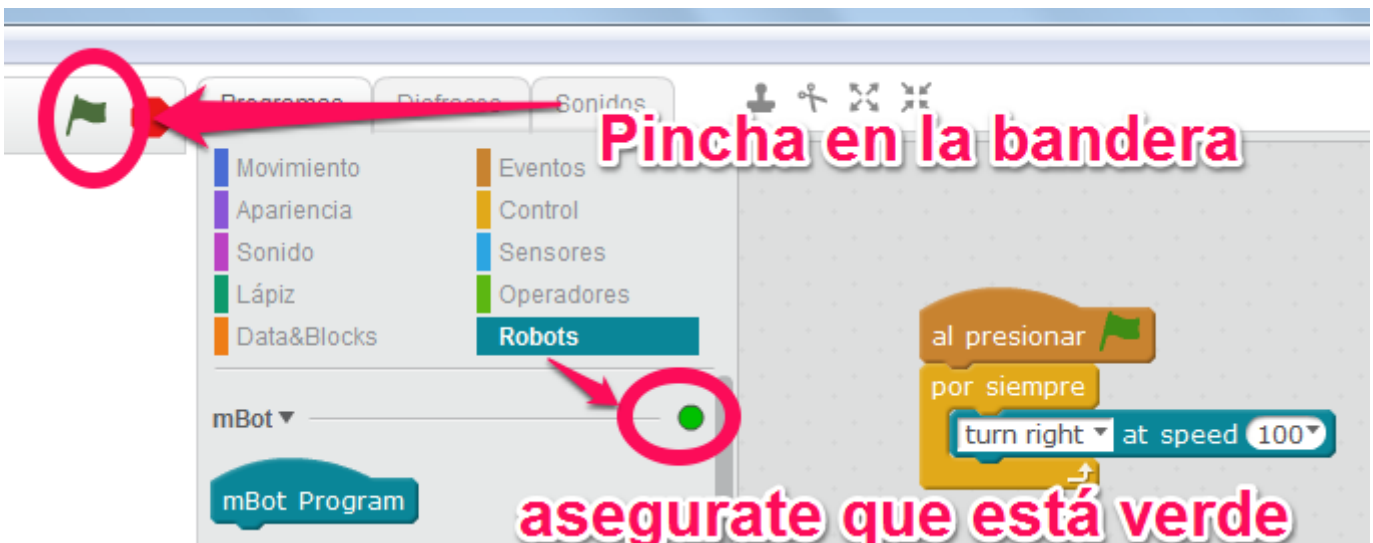 Programas Disfraces Sonidos
Pincha en la bandera
Movimiento Eventos
Apariencia Control
Sonido Sensores
Lápiz Operadores
Data&Blocks Robots
al presionar
por siempre
turn right at speed 100
mBot
mBot Program
asegurate que está verde